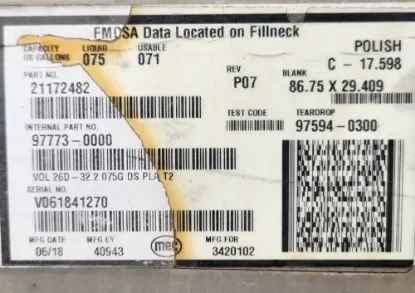 FMCSA Data Located on Fillneck
CAPACITY LIQUID USABLE
US GALLONS 075 071
POLISH
C - 17.598
PART NO.
21172482
REV
P07
BLANK
86.75 X 29.409
TEST CODE
TEARDROP
97594-0300
INTERNAL PART NO.
97773-0000
VOL 26D-32.2 075G DS PLA T2
SERIAL NO.
V061841270
MFG DATE MFG BY MFG FOR
06/18 40943 3420102